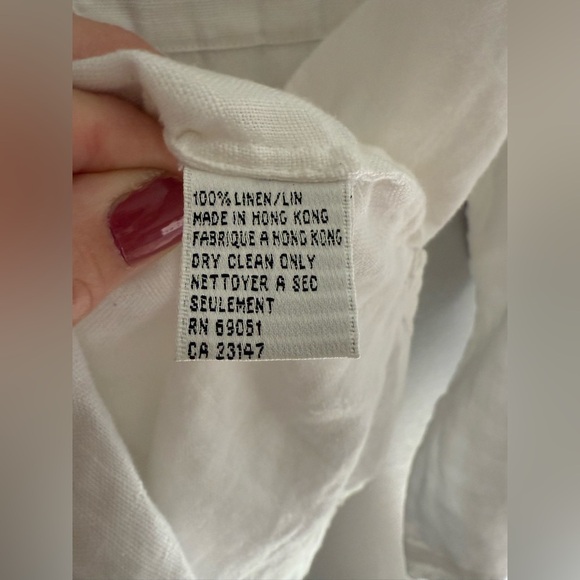 100% LINEN/LIN
MADE IN HONG KONG
FABRIQUE A HONG KONG
DRY CLEAN ONLY
NETTOYER A SEC
SEULEMENT
RN 69051
CA 23147